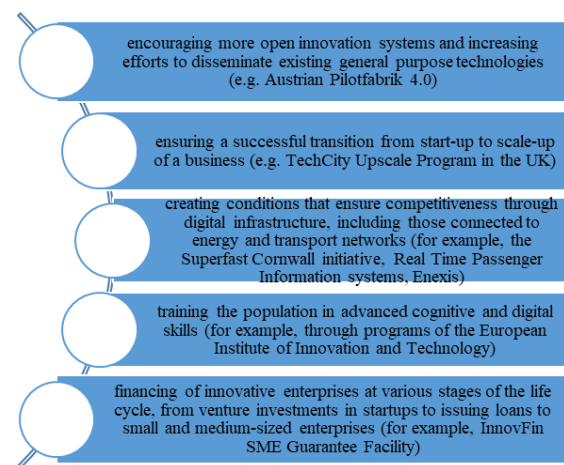 encouraging more open innovation systems and increasing
efforts to disseminate existing general purpose technologies
(e.g. Austrian Pilotfabrik 4.0)
ensuring a successful transition from start-up to scale-up
of a business (e.g. TechCity Upscale Program in the UK)
creating conditions that ensure competitiveness through
digital infrastructure, including those connected to
energy and transport networks (for example, the
Superfast Cornwall initiative, Real Time Passenger
Information systems, Enexis)
training the population in advanced cognitive and digital
skills (for example, through programs of the European
Institute of Innovation and Technology)
financing of innovative enterprises at various stages of the life
cycle, from venture investments in startups to issuing loans to
small and medium-sized enterprises (for example, InnovFin
SME Guarantee Facility)